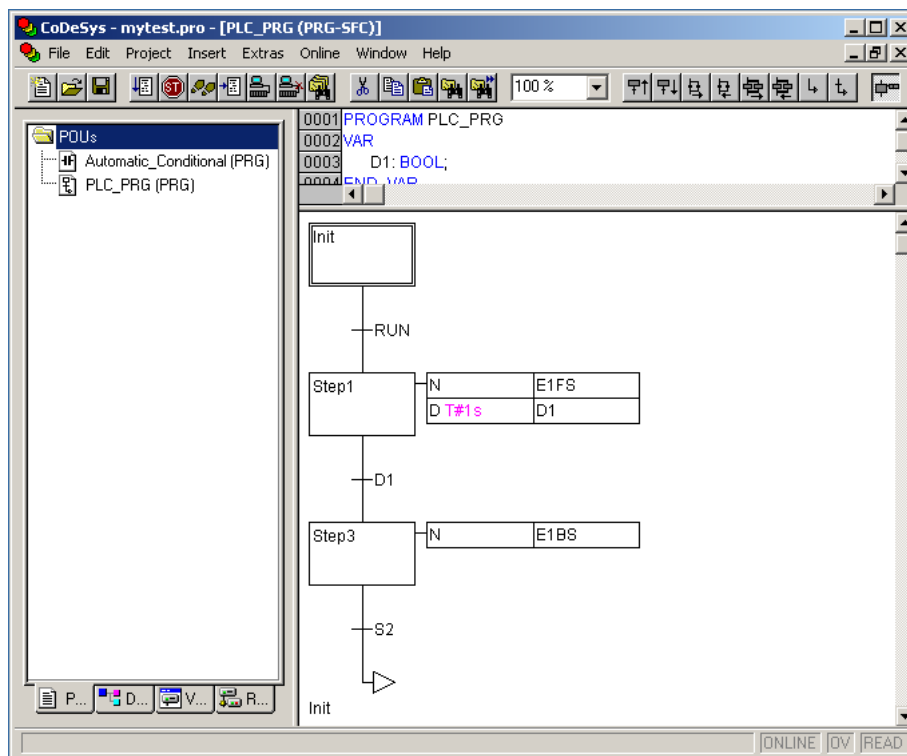 CoDeSys - mytest.pro - [PLC_PRG (PRG-SFC)]
File Edit Project Insert Extras Online Window Help
100 %
POUs
Automatic_Conditional (PRG)
PLC_PRG (PRG)
0001 PROGRAM PLC_PRG
0002 VAR
0003 D1: BOOL;
0004 END_VAR
Init
RUN
Step1
N E1FS
D T#1s D1
D1
Step3
N E1BS
S2
Init
P... D... V... R...
ONLINE OV READ